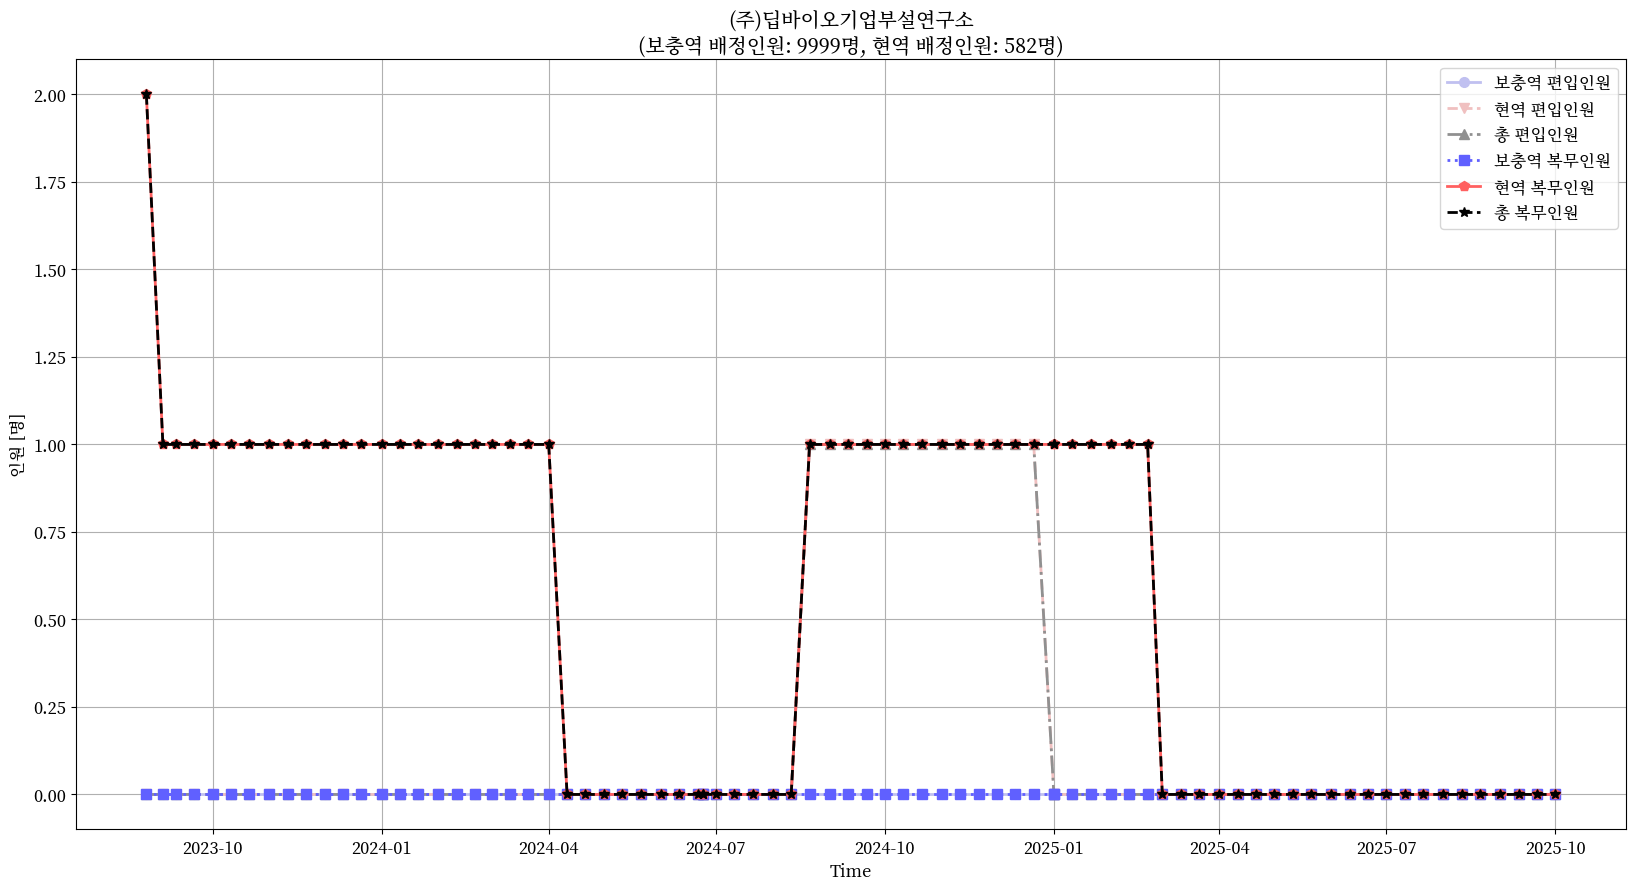 (주)딥바이오기업부설연구소
(보충역 배정인원: 9999명, 현역 배정인원: 582명)
보충역 편입인원
현역 편입인원
총 편입인원
보충역 복무인원
현역 복무인원
총 복무인원
2.00
1.75
1.50
1.25
1.00
0.75
0.50
0.25
0.00
인원 [명]
2023-10
2024-01
2024-04
2024-07
2024-10
2025-01
2025-04
2025-07
2025-10
Time